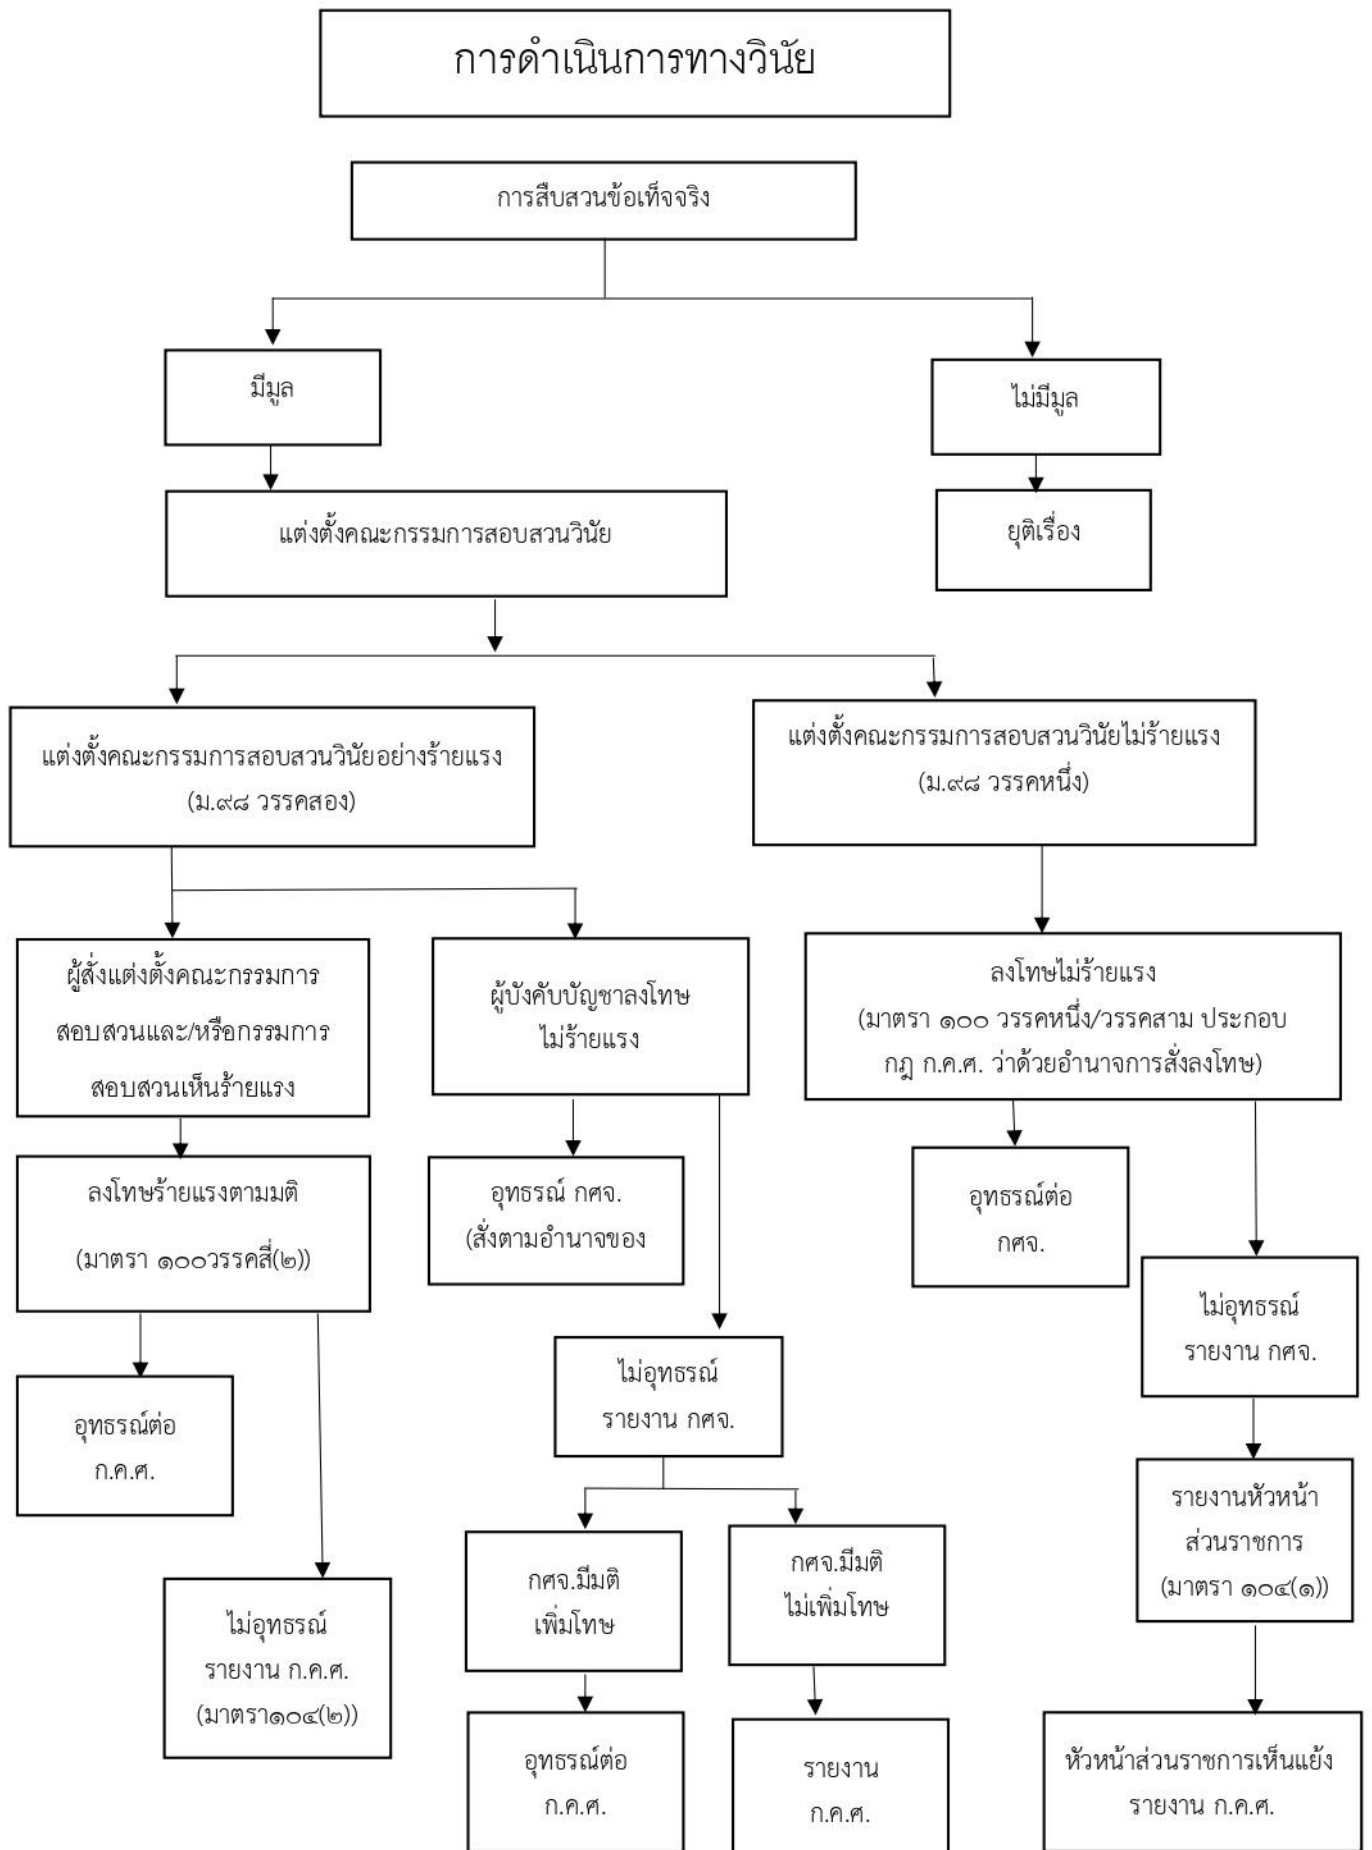 การดำเนินการทางวินัย
การสืบสวนข้อเท็จจริง
มีมูล
ไม่มีมูล
แต่งตั้งคณะกรรมการสอบสวนวินัย
ยุติเรื่อง
แต่งตั้งคณะกรรมการสอบสวนวินัยอย่างร้ายแรง
(ม.๙๘ วรรคสอง)
แต่งตั้งคณะกรรมการสอบสวนวินัยไม่ร้ายแรง
(ม.๙๘ วรรคหนึ่ง)
ผู้สั่งแต่งตั้งคณะกรรมการ
สอบสวนและ/หรือกรรมการ
สอบสวนเห็นร้ายแรง
ผู้บังคับบัญชาลงโทษ
ไม่ร้ายแรง
ลงโทษไม่ร้ายแรง
(มาตรา ๑๐๐ วรรคหนึ่ง/วรรคสาม ประกอบ
กฎ ก.ค.ศ. ว่าด้วยอำนาจการสั่งลงโทษ)
ลงโทษร้ายแรงตามมติ
(มาตรา ๑๐๐วรรคสี่(๒))
อุทธรณ์ กศจ.
(สั่งตามอำนาจของ
อุทธรณ์ต่อ
กศจ.
ไม่อุทธรณ์
รายงาน กศจ.
อุทธรณ์ต่อ
ก.ค.ศ.
ไม่อุทธรณ์
รายงาน กศจ.
รายงานหัวหน้า
ส่วนราชการ
(มาตรา ๑๐๔(๑))
ไม่อุทธรณ์
รายงาน ก.ค.ศ.
(มาตรา๑๐๔(๒))
กศจ.มีมติ
เพิ่มโทษ
กศจ.มีมติ
ไม่เพิ่มโทษ
อุทธรณ์ต่อ
ก.ค.ศ.
รายงาน
ก.ค.ศ.
หัวหน้าส่วนราชการเห็นแย้ง
รายงาน ก.ค.ศ.